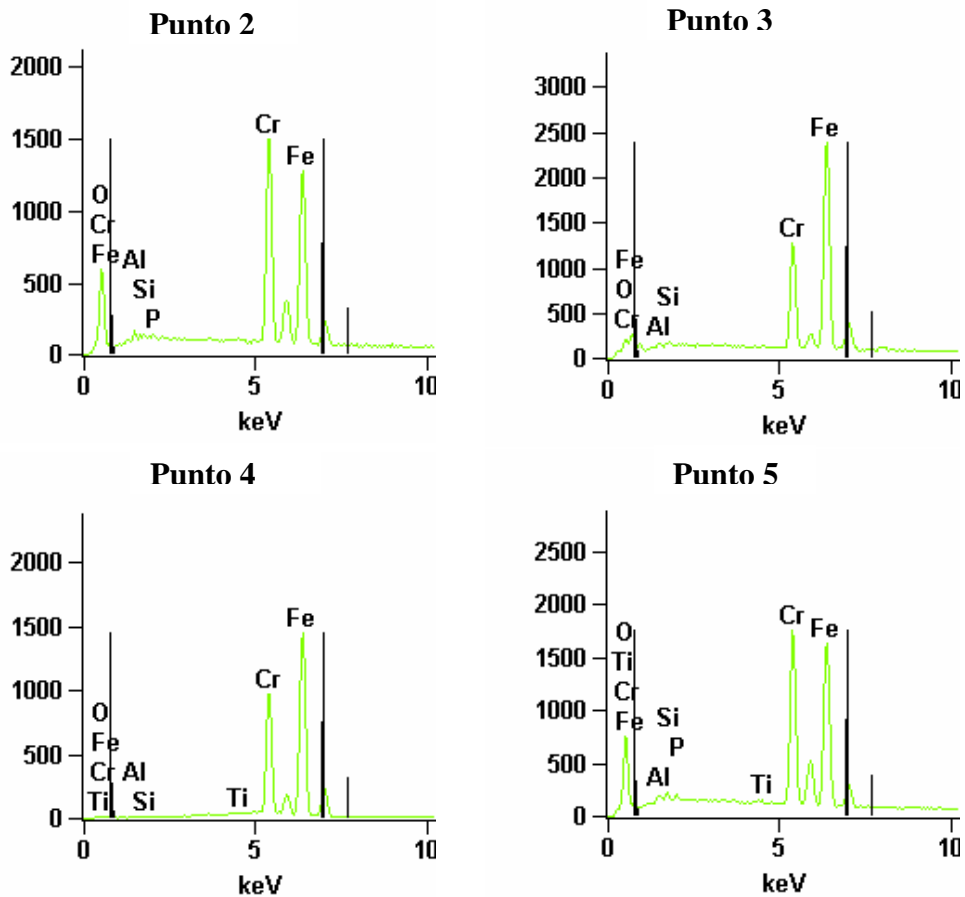 Punto 2
2000
1500
1000
500
0
Cr
Fe
O
Cr
Fe Al
Si
P
0 5 10
keV
Punto 3
3000
2500
2000
1500
1000
500
0
Fe
Cr
Fe
O Si
Cr Al
0 5 10
keV
Punto 4
2000
1500
1000
500
0
Fe
Cr
O
Fe
Cr Al
Ti Si Ti
0 5 10
keV
Punto 5
2500
2000
1500
1000
500
0
Cr Fe
O
Ti
Cr Si
Fe P
Al Ti
0 5 10
keV